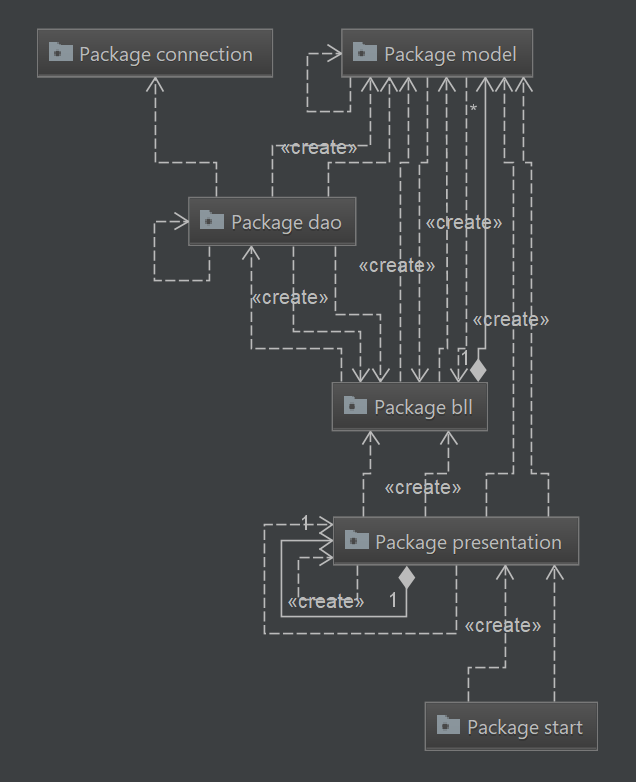 Package connection
Package model
*
«create»
Package dao
«create»
«create»
«create»
«create»
1
Package bll
«create»
1
Package presentation
«create»
1
«create»
Package start